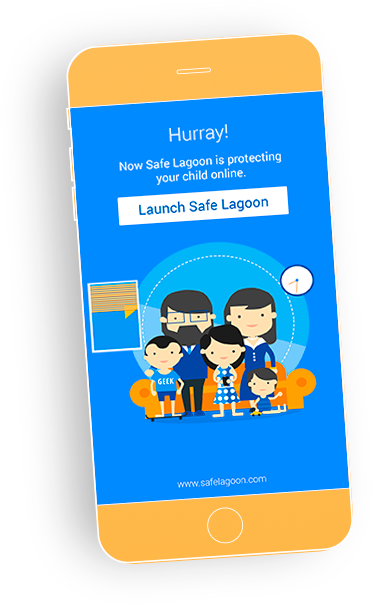 Hurray!
Now Safe Lagoon is protecting
your child online.
Launch Safe Lagoon
GEEK
www.safelagoon.com